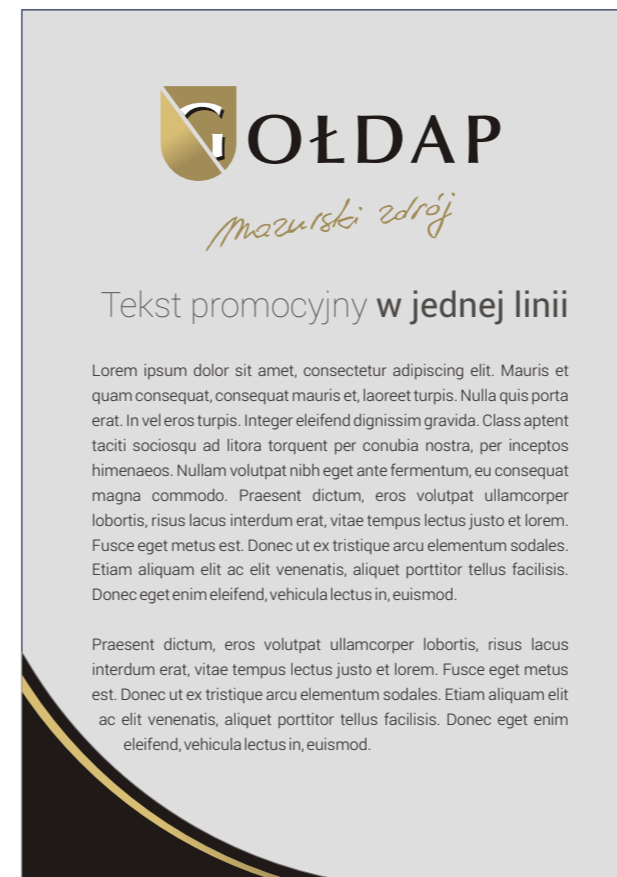 GOŁDAP
mazurski zdrój
Tekst promocyjny w jednej linii
Lorem ipsum dolor sit amet, consectetur adipiscing elit. Mauris et
quam consequat, consequat mauris et, laoreet turpis. Nulla quis porta
erat. In vel eros turpis. Integer eleifend dignissim gravida. Class aptent
taciti sociosqu ad litora torquent per conubia nostra, per inceptos
himenaeos. Nullam volutpat nibh eget ante fermentum, eu consequat
magna commodo. Praesent dictum, eros volutpat ullamcorper
lobortis, risus lacus interdum erat, vitae tempus lectus justo et lorem.
Fusce eget metus est. Donec ut ex tristique arcu elementum sodales.
Etiam aliquam elit ac elit venenatis, aliquet porttitor tellus facilisis.
Donec eget enim eleifend, vehicula lectus in, euismod.
Praesent dictum, eros volutpat ullamcorper lobortis, risus lacus
interdum erat, vitae tempus lectus justo et lorem. Fusce eget metus
est. Donec ut ex tristique arcu elementum sodales. Etiam aliquam elit
ac elit venenatis, aliquet porttitor tellus facilisis. Donec eget enim
eleifend, vehicula lectus in, euismod.